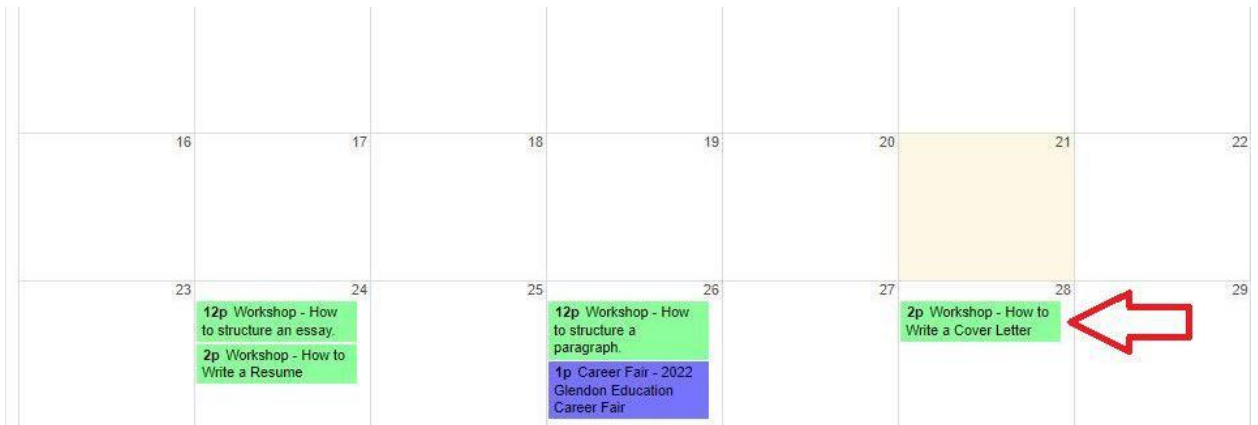 16 17 18 19 20 21 22
23 24 25 26 27 28 29
12p Workshop - How
to structure an essay.
2p Workshop - How to
Write a Resume
12p Workshop - How
to structure a
paragraph.
1p Career Fair - 2022
Glendon Education
Career Fair
2p Workshop - How to
Write a Cover Letter